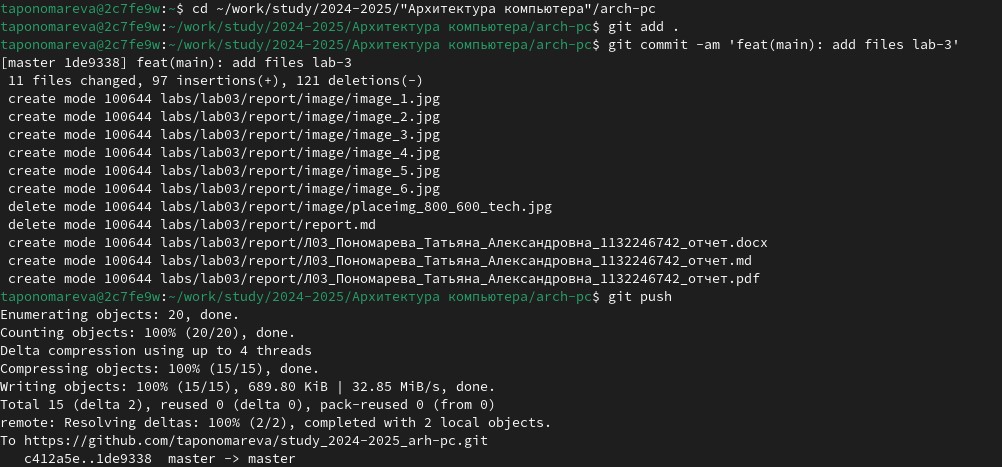 taponomareva@2c7fe9w:~$ cd ~/work/study/2024-2025/"Архитектура компьютера"/arch-pc
taponomareva@2c7fe9w:~/work/study/2024-2025/Архитектура компьютера/arch-pc$ git add .
taponomareva@2c7fe9w:~/work/study/2024-2025/Архитектура компьютера/arch-pc$ git commit -am 'feat(main): add files lab-3'
[master 1de9338] feat(main): add files lab-3
 11 files changed, 97 insertions(+), 121 deletions(-)
 create mode 100644 labs/lab03/report/image/image_1.jpg
 create mode 100644 labs/lab03/report/image/image_2.jpg
 create mode 100644 labs/lab03/report/image/image_3.jpg
 create mode 100644 labs/lab03/report/image/image_4.jpg
 create mode 100644 labs/lab03/report/image/image_5.jpg
 create mode 100644 labs/lab03/report/image/image_6.jpg
 delete mode 100644 labs/lab03/report/image/placeimg_800_600_tech.jpg
 delete mode 100644 labs/lab03/report/report.md
 create mode 100644 labs/lab03/report/Л03_Пономарева_Татьяна_Александровна_1132246742_отчет.docx
 create mode 100644 labs/lab03/report/Л03_Пономарева_Татьяна_Александровна_1132246742_отчет.md
 create mode 100644 labs/lab03/report/Л03_Пономарева_Татьяна_Александровна_1132246742_отчет.pdf
taponomareva@2c7fe9w:~/work/study/2024-2025/Архитектура компьютера/arch-pc$ git push
Enumerating objects: 20, done.
Counting objects: 100% (20/20), done.
Delta compression using up to 4 threads
Compressing objects: 100% (15/15), done.
Writing objects: 100% (15/15), 689.80 KiB | 32.85 MiB/s, done.
Total 15 (delta 2), reused 0 (delta 0), pack-reused 0 (from 0)
remote: Resolving deltas: 100% (2/2), completed with 2 local objects.
To https://github.com/taponomareva/study_2024-2025_arh-pc.git
   c412a5e..1de9338  master -> master